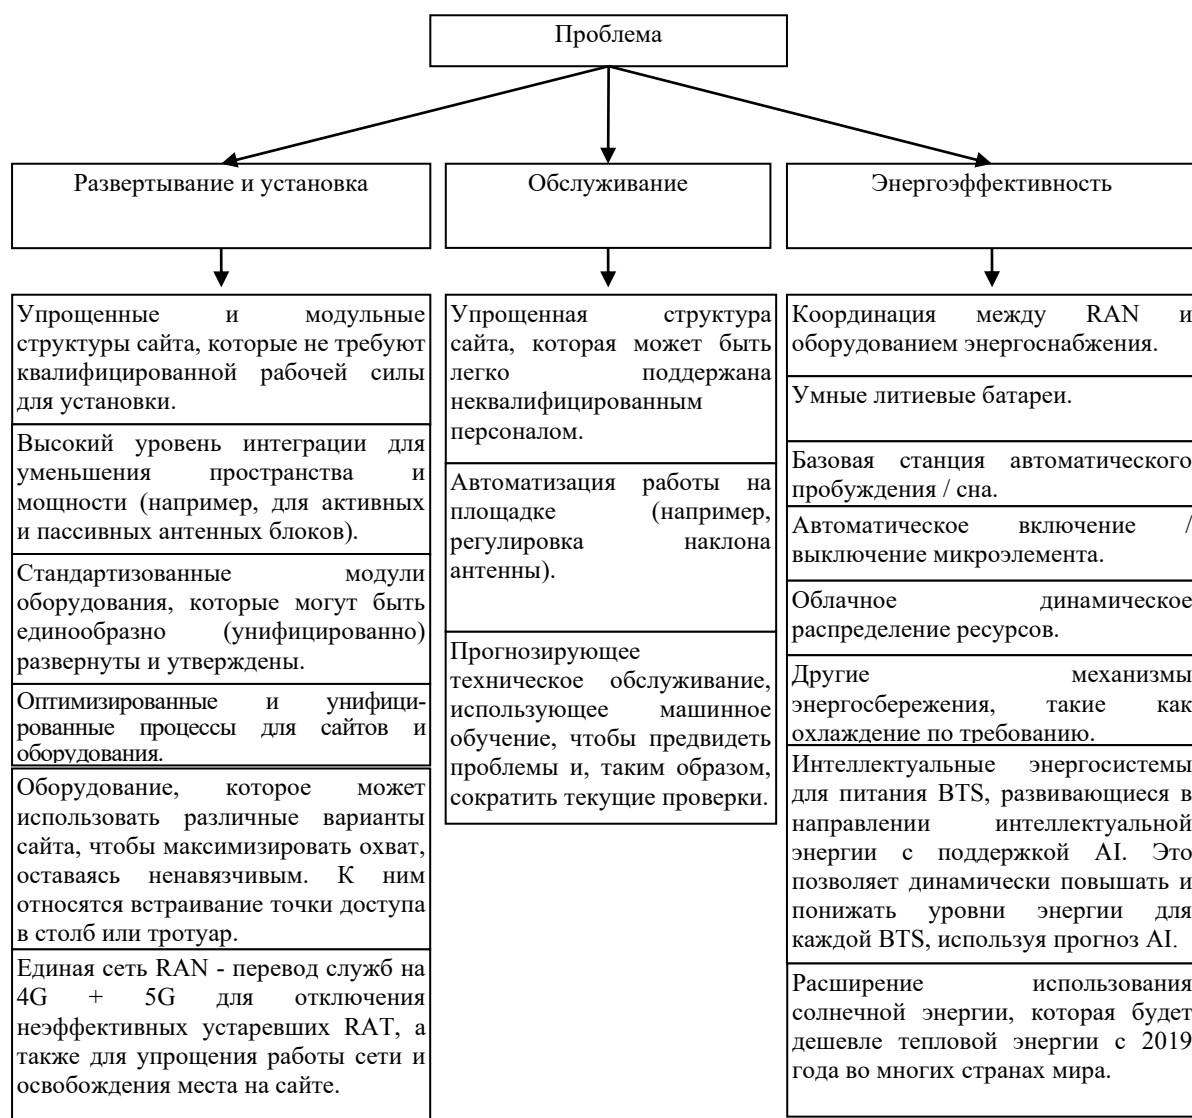 Проблема
Развертывание и установка
Обслуживание
Энергоэффективность
Упрощенные и модульные
структуры сайта, которые не требуют
квалифицированной рабочей силы
для установки.
Высокий уровень интеграции для
уменьшения пространства и
мощности (например, для активных
и пассивных антенных блоков).
Стандартизованные модули
оборудования, которые могут быть
единообразно (унифицированно)
развернуты и утверждены.
Оптимизированные и унифици-
рованные процессы для сайтов и
оборудования.
Оборудование, которое может
использовать различные варианты
сайта, чтобы максимизировать охват,
оставаясь ненавязчивым. К ним
относятся встраивание точки доступа
в столб или тротуар.
Единая сеть RAN - перевод служб на
4G + 5G для отключения
неэффективных устаревших RAT, а
также для упрощения работы сети и
освобождения места на сайте.
Упрощенная структура
сайта, которая может быть
легко поддержана
неквалифицированным
персоналом.
Автоматизация работы на
площадке (например,
регулировка наклона
антенны).
Прогнозирующее
техническое обслуживание,
использующее машинное
обучение, чтобы предвидеть
проблемы и, таким образом,
сократить текущие проверки.
Координация между RAN и
оборудованием энергоснабжения.
Умные литиевые батареи.
Базовая станция автоматического
пробуждения / сна.
Автоматическое включение /
выключение микроэлемента.
Облачное динамическое
распределение ресурсов.
Другие механизмы
энергосбережения, такие как
охлаждение по требованию.
Интеллектуальные энергосистемы
для питания BTS, развивающиеся в
направлении интеллектуальной
энергии с поддержкой AI. Это
позволяет динамически повышать и
понижать уровни энергии для
каждой BTS, используя прогноз AI.
Расширение использования
солнечной энергии, которая будет
дешевле тепловой энергии с 2019
года во многих странах мира.